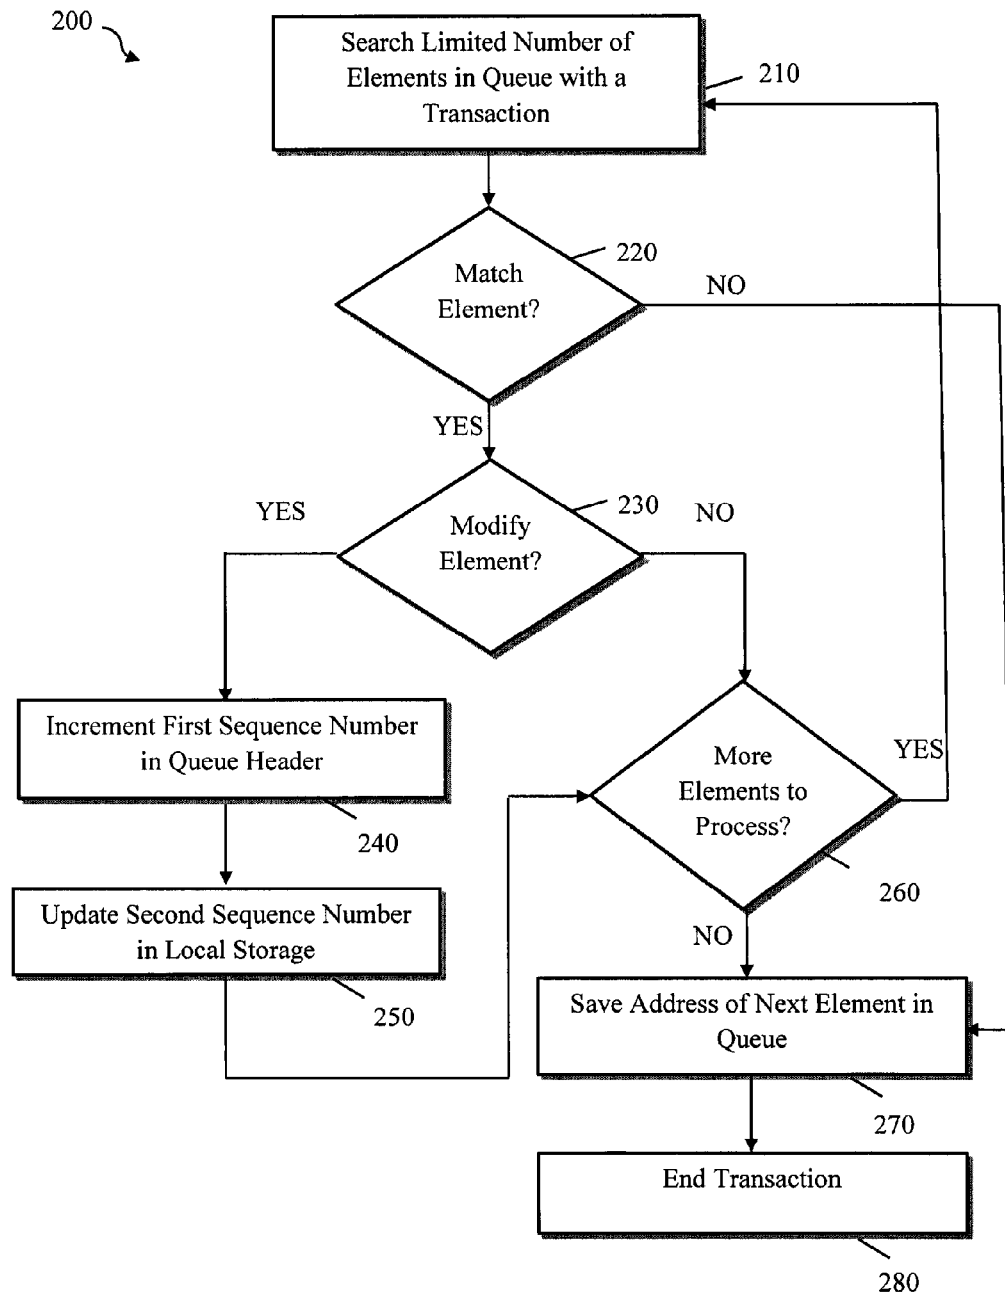 200
Search Limited Number of
Elements in Queue with a
Transaction
210
Match
Element?
220
NO
YES
Modify
Element?
230
YES
NO
Increment First Sequence Number
in Queue Header
240
More
Elements to
Process?
YES
260
Update Second Sequence Number
in Local Storage
250
NO
Save Address of Next Element in
Queue
270
End Transaction
280